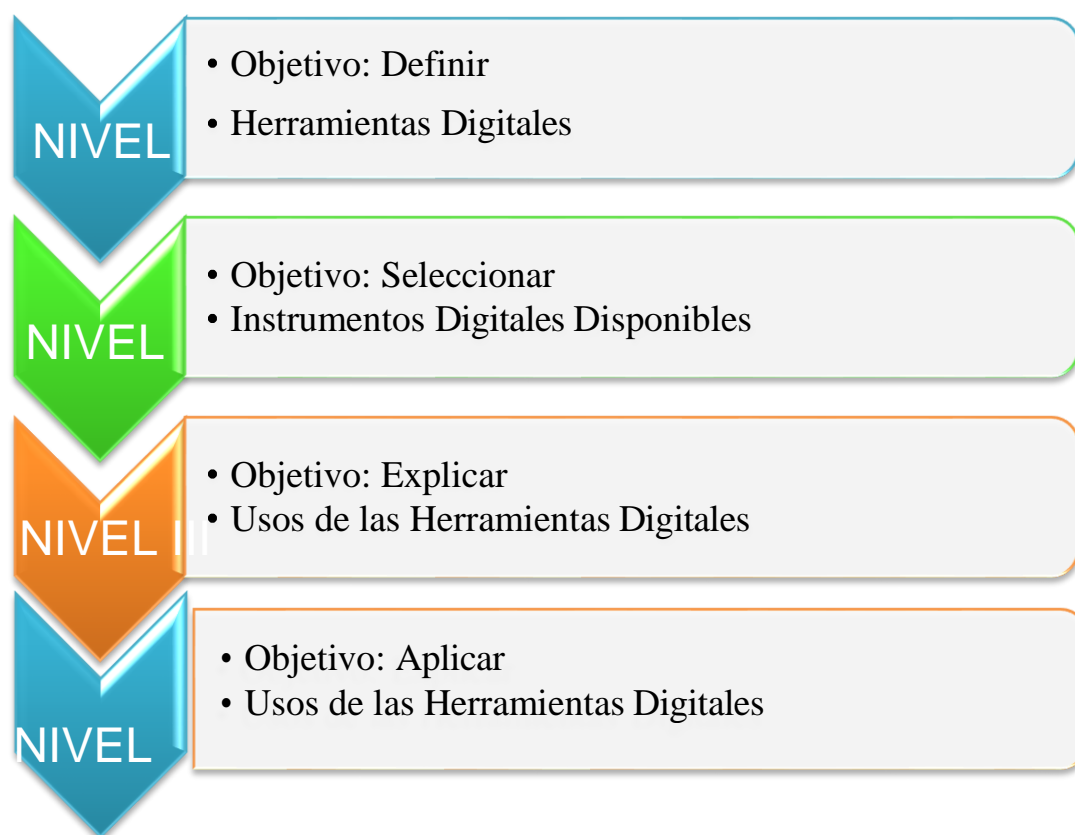 NIVEL
• Objetivo: Definir
• Herramientas Digitales
NIVEL
• Objetivo: Seleccionar
• Instrumentos Digitales Disponibles
NIVEL III
• Objetivo: Explicar
• Usos de las Herramientas Digitales
NIVEL
• Objetivo: Aplicar
• Usos de las Herramientas Digitales